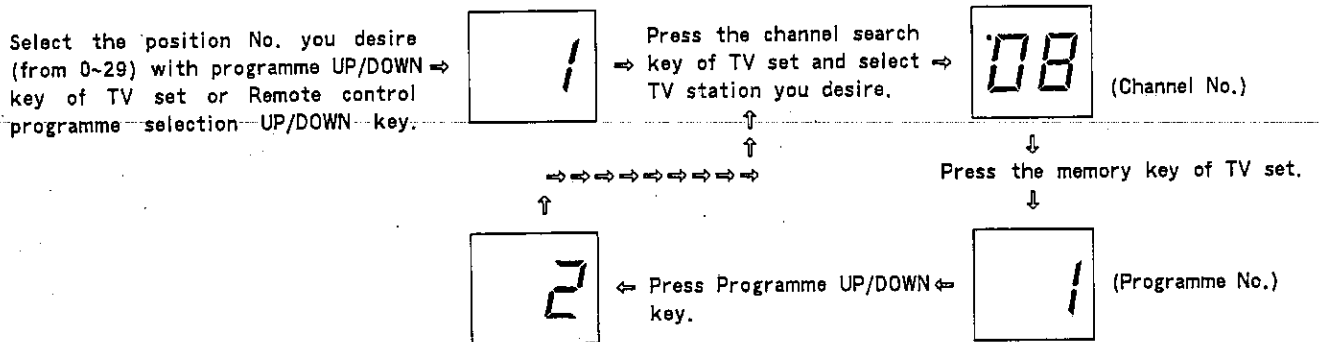 Select the position No. you desire
(from 0~29) with programme UP/DOWN ⇨
key of TV set or Remote control
programme selection UP/DOWN key.
1
⇨ Press the channel search
key of TV set and select ⇨
TV station you desire.
08
(Channel No.)
Press the memory key of TV set.
1
(Programme No.)
⇦ Press Programme UP/DOWN ⇦
key.
2